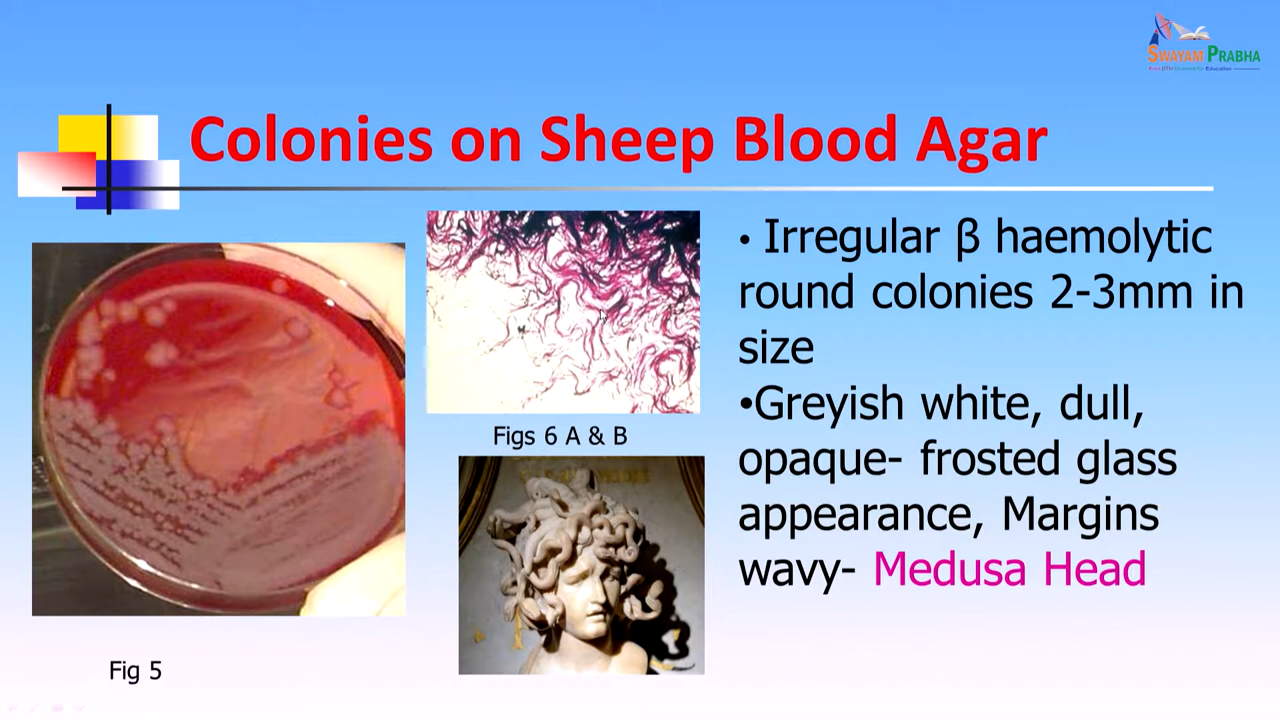 SWAYAM PRABHA
Colonies on Sheep Blood Agar
• Irregular β haemolytic
round colonies 2-3mm in
size
•Greyish white, dull,
opaque- frosted glass
appearance, Margins
wavy- Medusa Head
Figs 6 A & B
Fig 5